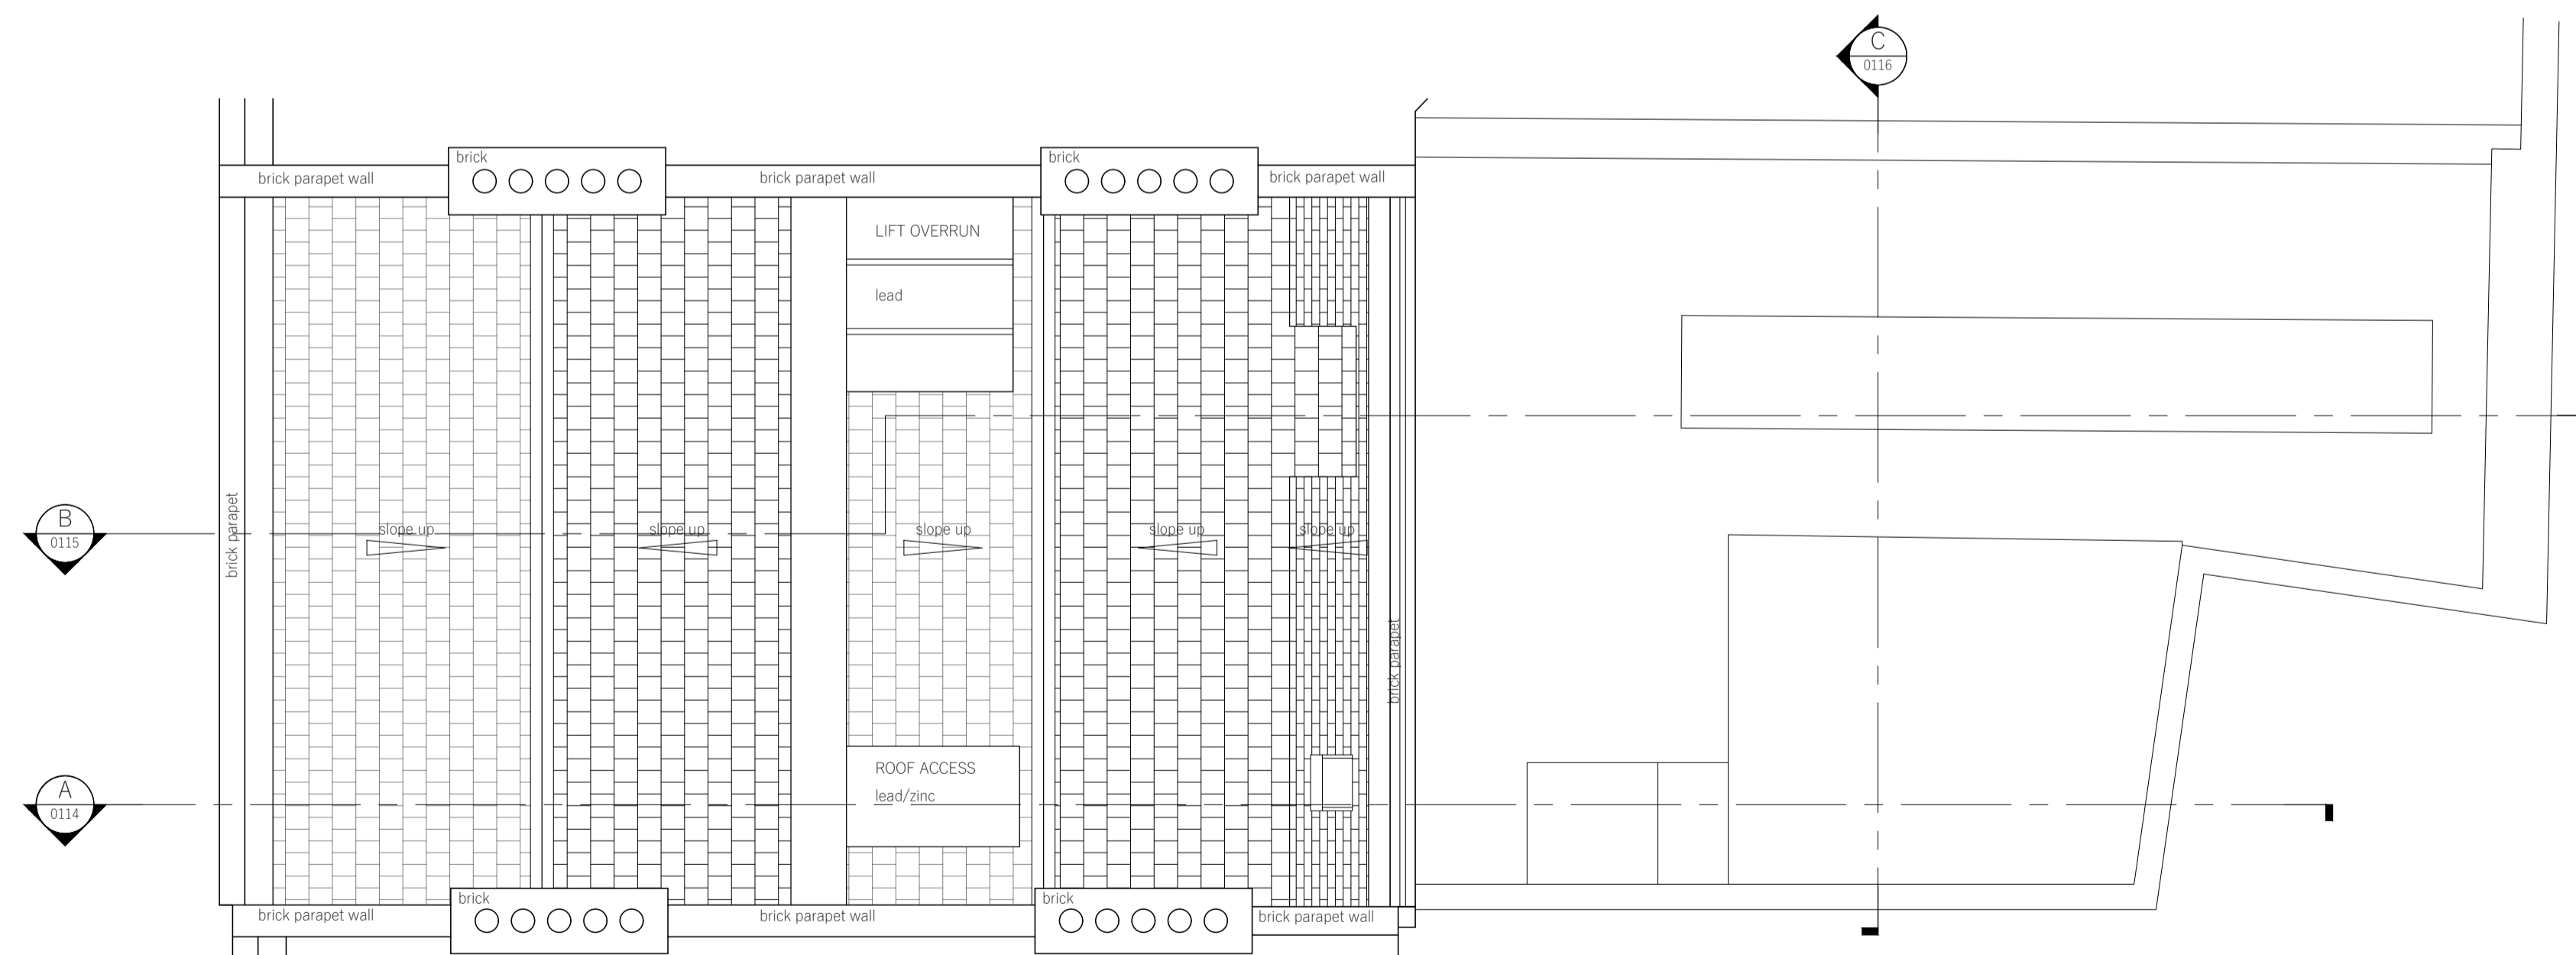 C
0116
brick
brick
brick parapet wall
brick parapet wall
brick parapet wall
LIFT OVERRUN
lead
B
0115
brick parapet
slope up
slope up
slope up
slope up
slope up
brick parapet
A
0114
ROOF ACCESS
lead/zinc
brick
brick
brick parapet wall
brick parapet wall
brick parapet wall